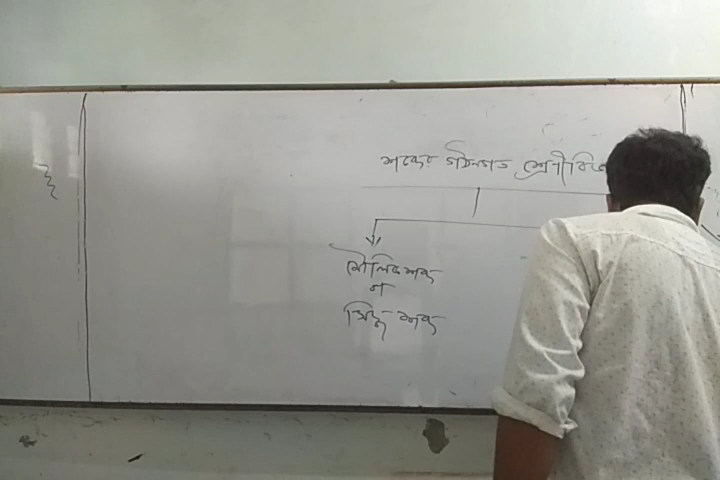 শব্দের গঠনগত শ্রেণীবিভ
মৌলিক শব্দ
বা
সিদ্ধ শব্দ